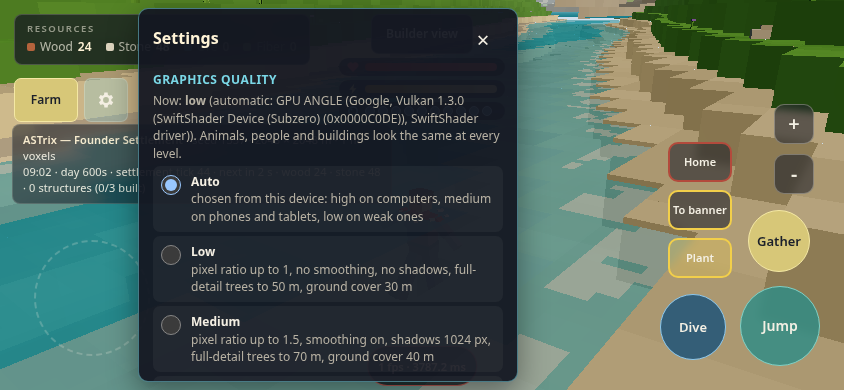 RESOURCES
Wood 24
Builder view
Farm
ASTrix — Founder Set
voxels
09:02 · day 600s · settl
· 0 structures (0/3 buil
Settings
×
GRAPHICS QUALITY
Now: low (automatic: GPU ANGLE (Google, Vulkan 1.3.0
(SwiftShader Device (Subzero) (0x0000C0DE)), SwiftShader
driver)). Animals, people and buildings look the same at every
level.
Auto
chosen from this device: high on computers, medium
on phones and tablets, low on weak ones
Low
pixel ratio up to 1, no smoothing, no shadows, full-
detail trees to 50 m, ground cover 30 m
Medium
pixel ratio up to 1.5, smoothing on, shadows 1024 px,
full-detail trees to 70 m, ground cover 40 m
+
-
Home
To banner
Plant
Gather
Dive
Jump